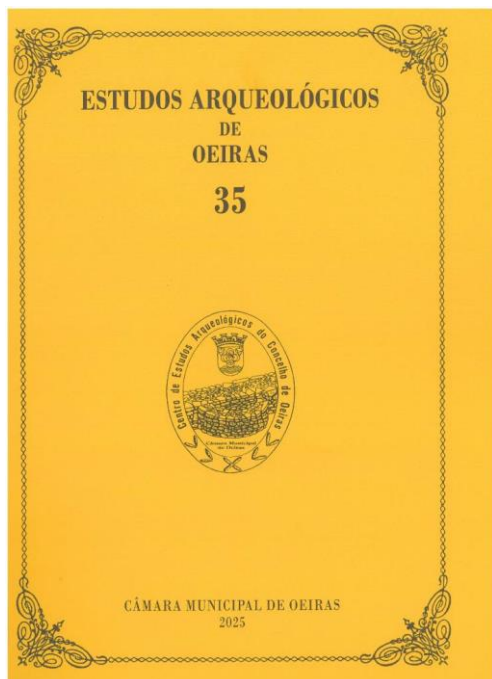 ESTUDOS ARQUEOLÓGICOS
DE
OEIRAS
35
Centro de Estudos Arqueológicos do Concelho de Oeiras
Câmara Municipal
de Oeiras
CÂMARA MUNICIPAL DE OEIRAS
2025